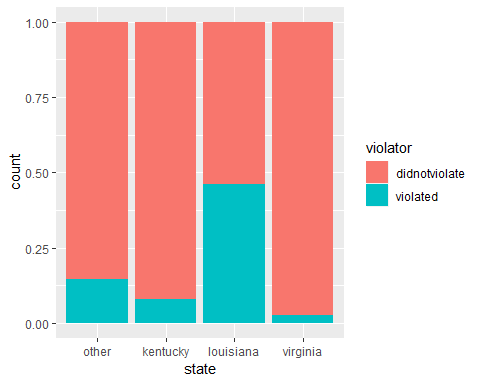 1.00
0.75
0.50
0.25
0.00
count
other kentucky louisiana virginia
state
violator
didnotviolate
violated